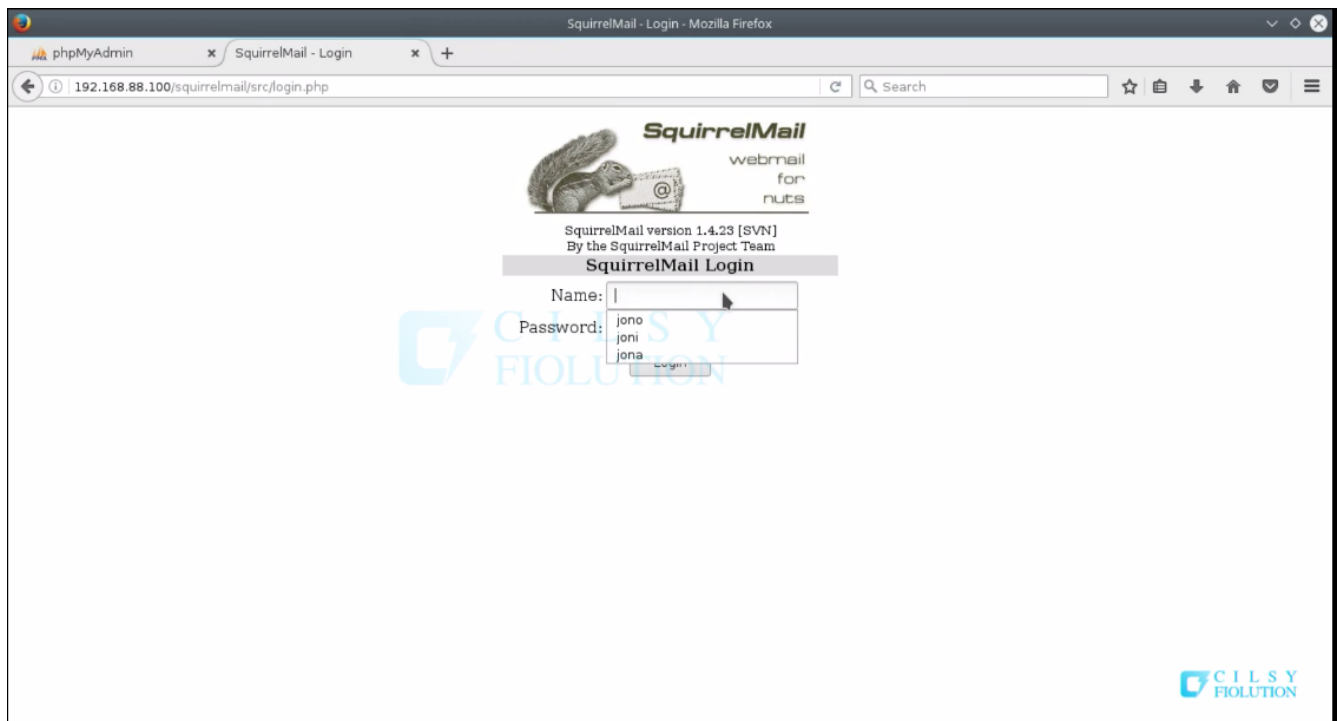 SquirrelMail - Login - Mozilla Firefox
phpMyAdmin
SquirrelMail - Login
192.168.88.100/squirrelmail/src/login.php
Search
SquirrelMail
webmail
for
nuts
@
SquirrelMail version 1.4.23 [SVN]
By the SquirrelMail Project Team
SquirrelMail Login
Name:
Password:
jono
joni
jona
Login
CILSY
FIOLUTION
CILSY
FIOLUTION